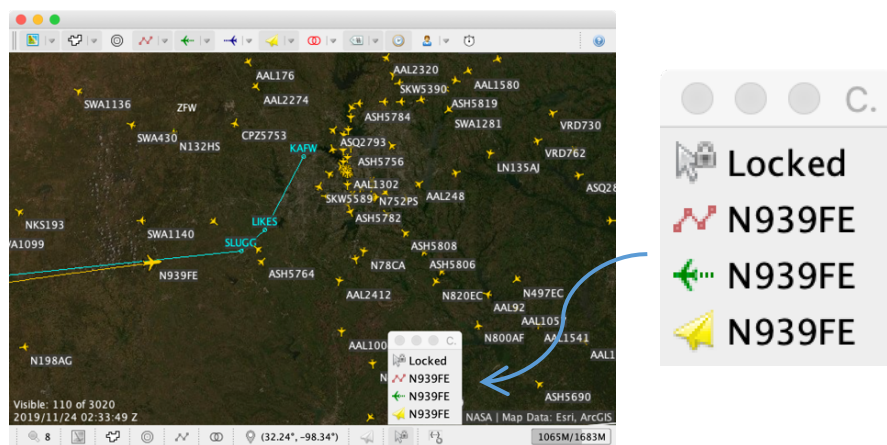 AAL176
AAL2320
SKW5390
AAL1580
SWA1136
AAL2274
ZFW
ASH5819
ASH5784
SWA1281
VRD730
SWA430
N132HS
CPZ5753
ASQ2793
KAFW
VRD762
ASH5756
LN135AJ
AAL1302
ASQ28
SKW5589
N752PS
AAL248
NKS193
LIKES
ASH5782
/A1099
SWA1140
SLUGG
ASH5808
N939FE
ASH5764
N78CA
ASH5806
AAL2412
N820EC
N497EC
AAL92
AAL105
AAL100
N800AF
AAL1541
N198AG
AAL1
N
C.
Locked
N939FE
N939FE
N939FE
ASH5690
Visible: 110 of 3020
2019/11/24 02:33:49 Z
NASA | Map Data: Esri, ArcGIS
8
(32.24°, -98.34°)
1065M/1683M
C.
Locked
N939FE
N939FE
N939FE